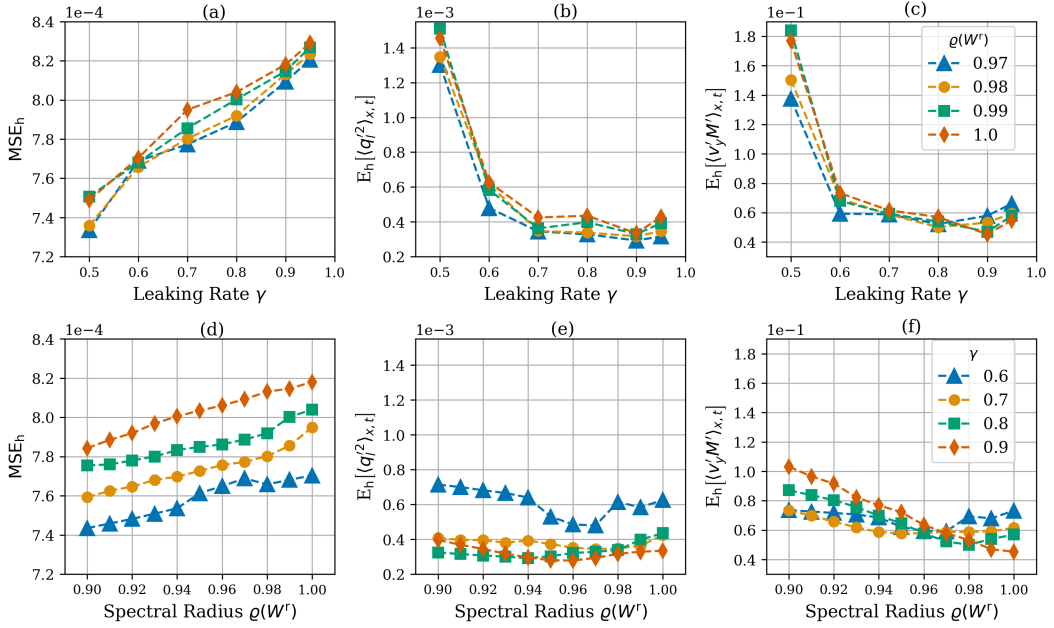 (a)
1e−4
8.4
8.2
8.0
7.8
7.6
7.4
7.2
MSE_h
0.5 0.6 0.7 0.8 0.9 1.0
Leaking Rate γ
(b)
1e−3
1.4
1.2
1.0
0.8
0.6
0.4
0.2
E_h[⟨q_l′²⟩_{x,t}]
0.5 0.6 0.7 0.8 0.9 1.0
Leaking Rate γ
(c)
1e−1
1.8
1.6
1.4
1.2
1.0
0.8
0.6
0.4
E_h[⟨v_y′M′⟩_{x,t}]
ϱ(Wʳ)
0.97
0.98
0.99
1.0
0.5 0.6 0.7 0.8 0.9 1.0
Leaking Rate γ
(d)
1e−4
8.4
8.2
8.0
7.8
7.6
7.4
7.2
MSE_h
0.90 0.92 0.94 0.96 0.98 1.00
Spectral Radius ϱ(Wʳ)
(e)
1e−3
1.4
1.2
1.0
0.8
0.6
0.4
0.2
E_h[⟨q_l′²⟩_{x,t}]
0.90 0.92 0.94 0.96 0.98 1.00
Spectral Radius ϱ(Wʳ)
(f)
1e−1
1.8
1.6
1.4
1.2
1.0
0.8
0.6
0.4
E_h[⟨v_y′M′⟩_{x,t}]
γ
0.6
0.7
0.8
0.9
0.90 0.92 0.94 0.96 0.98 1.00
Spectral Radius ϱ(Wʳ)